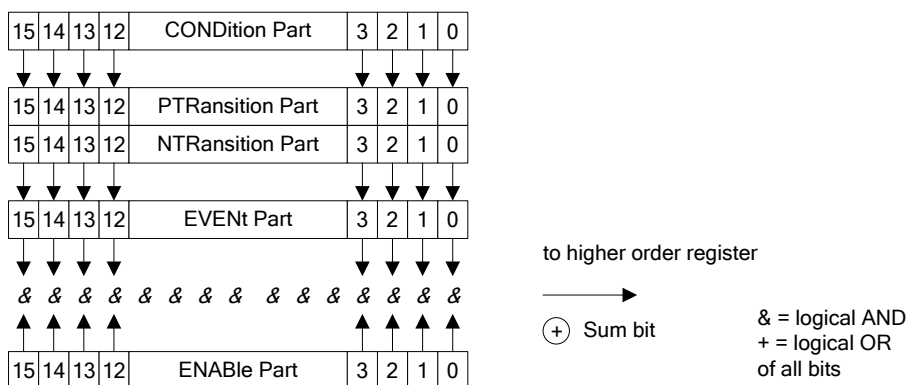 15 14 13 12 CONDition Part 3 2 1 0
15 14 13 12 PTRansition Part 3 2 1 0
15 14 13 12 NTRansition Part 3 2 1 0
15 14 13 12 EVENt Part 3 2 1 0
to higher order register
& & & & & & & & & & & & & & &
+ Sum bit
& = logical AND
+ = logical OR
of all bits
15 14 13 12 ENABle Part 3 2 1 0